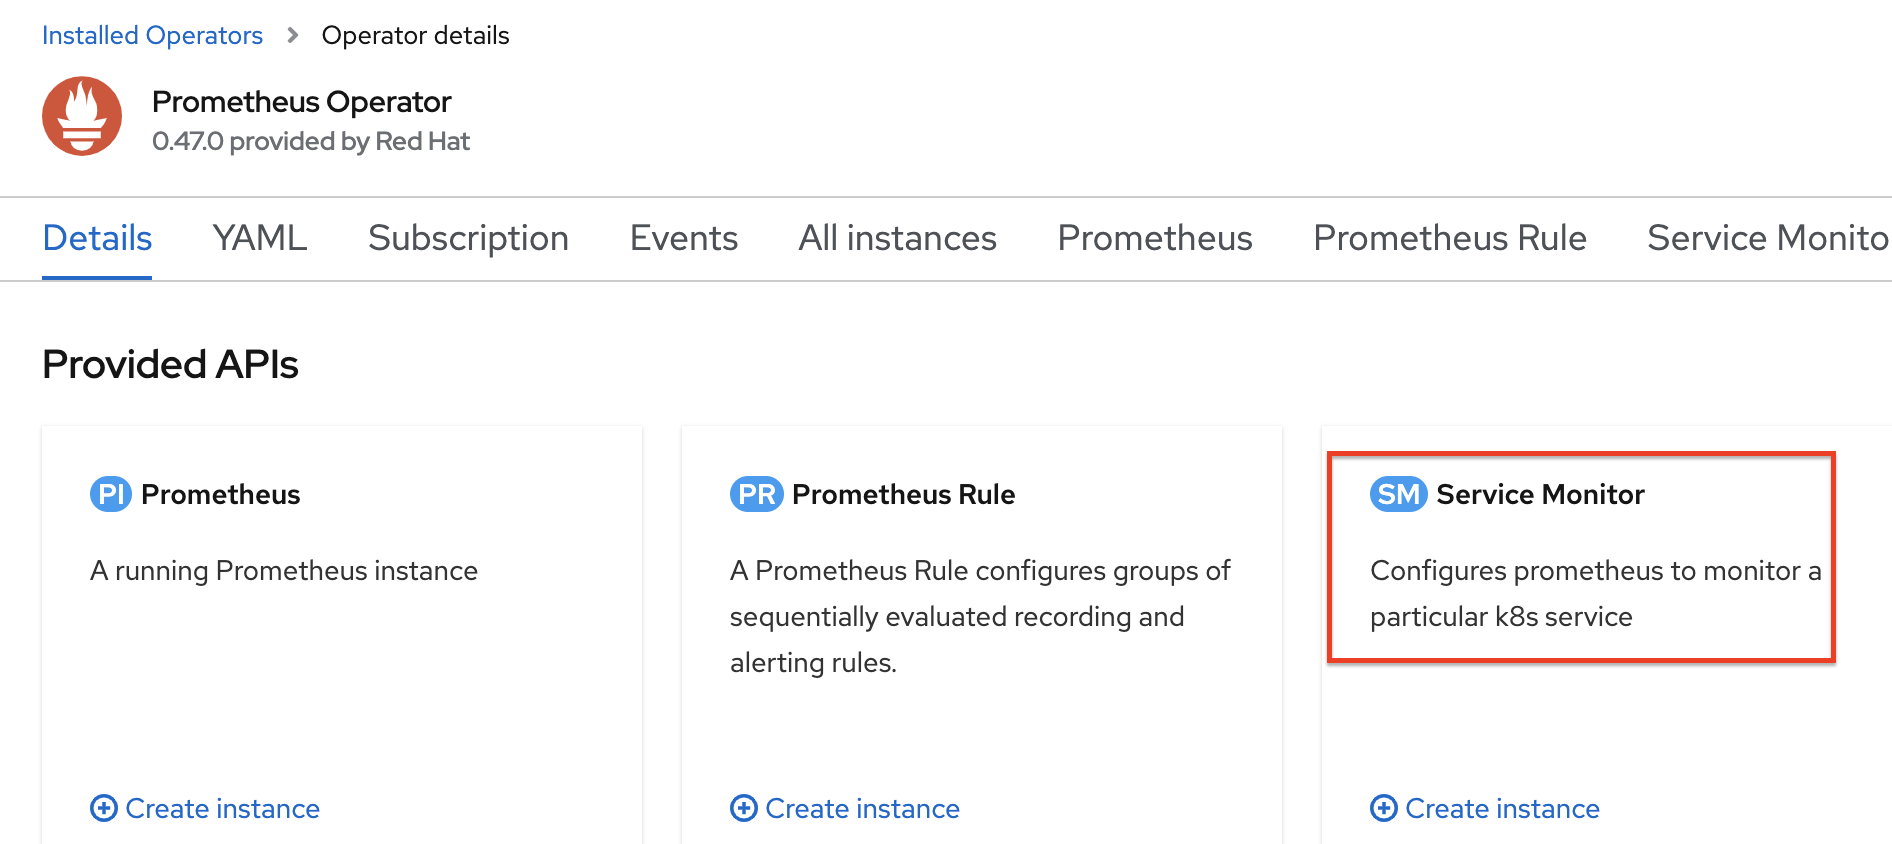 Installed Operators > Operator details
Prometheus Operator
0.47.0 provided by Red Hat
Details YAML Subscription Events All instances Prometheus Prometheus Rule Service Monito
Provided APIs
PI Prometheus
A running Prometheus instance
Create instance
PR Prometheus Rule
A Prometheus Rule configures groups of
sequentially evaluated recording and
alerting rules.
Create instance
SM Service Monitor
Configures prometheus to monitor a
particular k8s service
Create instance